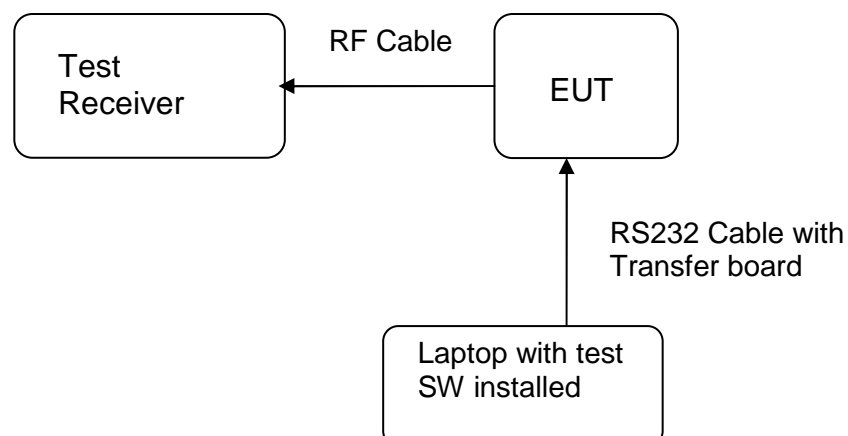 RF Cable
Test
Receiver
EUT
RS232 Cable with
Transfer board
Laptop with test
SW installed